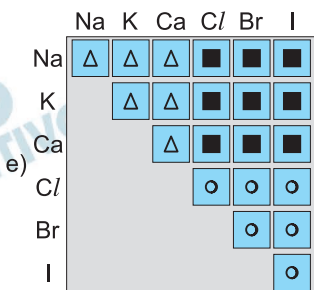 Na K Ca Cl Br I
Na △ △ △ ■ ■ ■
K △ △ ■ ■ ■
Ca △ ■ ■ ■
e)
Cl ○ ○ ○
Br ○ ○
I ○